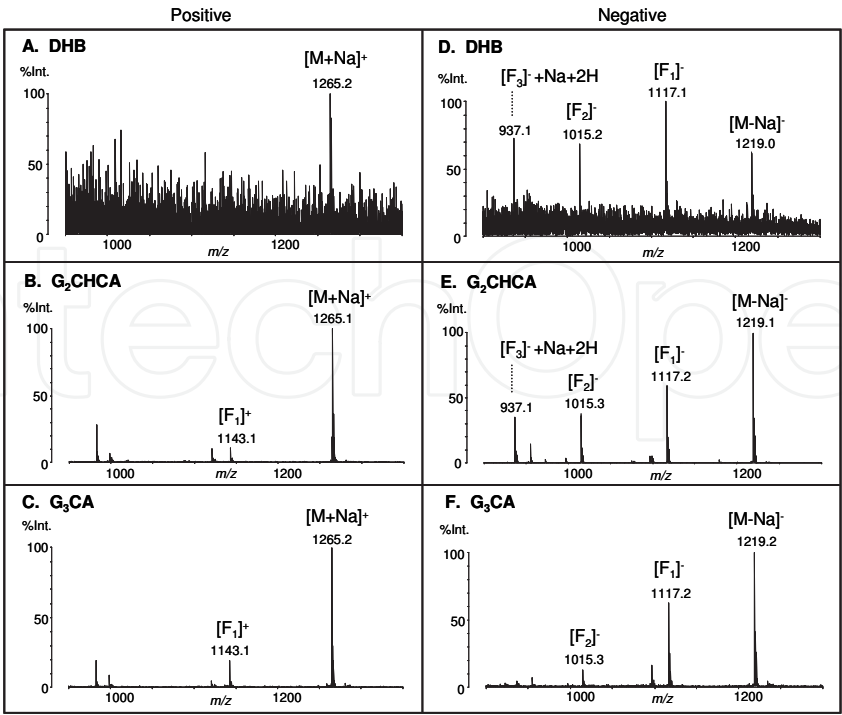 Positive
Negative
A. DHB
%Int.
[M+Na]+
1265.2
100
50
0
1000
1200
m/z
D. DHB
%Int.
[F3]- +Na+2H
937.1
[F2]-
1015.2
[F1]-
1117.1
[M-Na]-
1219.0
100
50
0
1000
1200
m/z
B. G2CHCA
%Int.
[M+Na]+
1265.1
[F1]+
1143.1
100
50
0
1000
1200
m/z
E. G2CHCA
%Int.
[F3]- +Na+2H
937.1
[F2]-
1015.3
[F1]-
1117.2
[M-Na]-
1219.1
100
50
0
1000
1200
m/z
C. G3CA
%Int.
[M+Na]+
1265.2
[F1]+
1143.1
100
50
0
1000
1200
m/z
F. G3CA
%Int.
[F2]-
1015.3
[F1]-
1117.2
[M-Na]-
1219.2
100
50
0
1000
1200
m/z